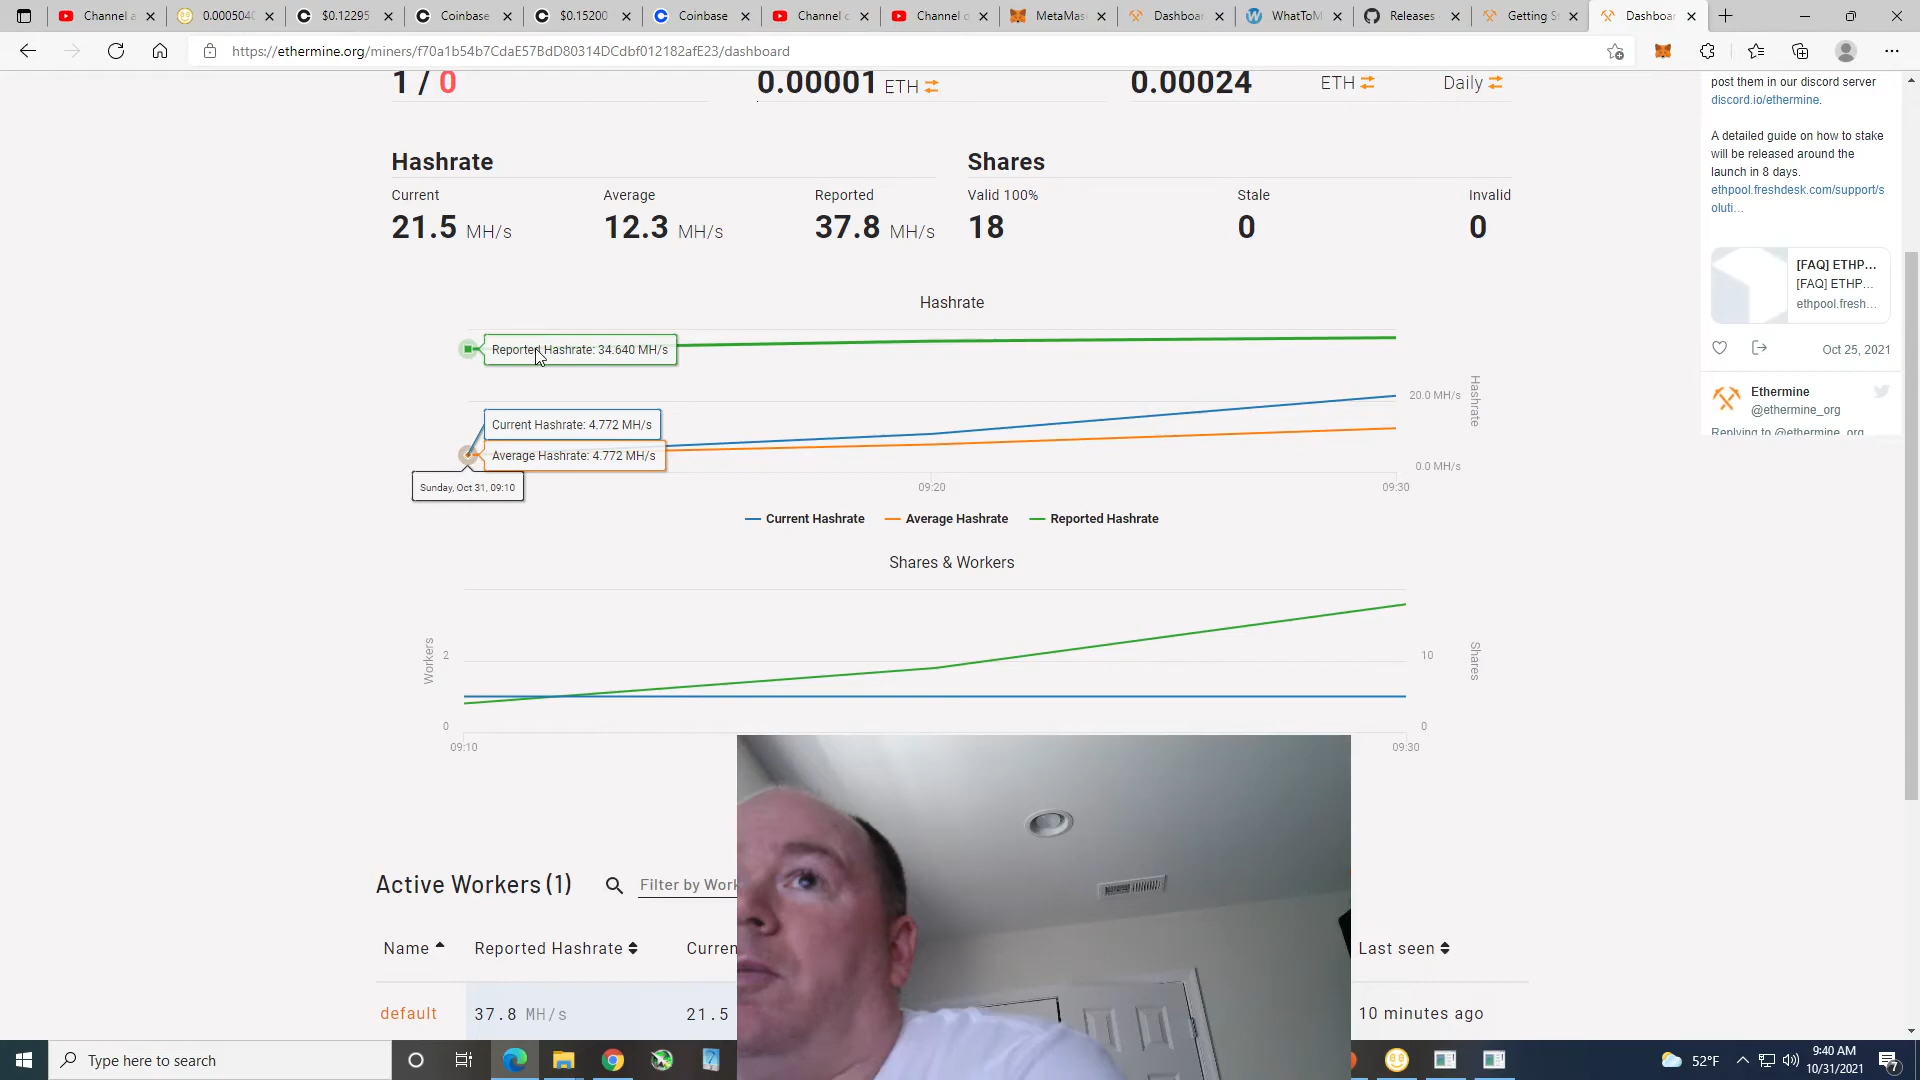 Channel a
0.000504(
$0.12295
Coinbase
$0.15200
Coinbase
Channel c
Channel c
MetaMas
Dashboar
WhatToM
Releases
Getting S
Dashboar
https://ethermine.org/miners/f70a1b54b7CdaE57BdD80314DCdbf012182afE23/dashboard
1 / 0
0.00001 ETH
0.00024 ETH Daily
post them in our discord server
discord.io/ethermine.
A detailed guide on how to stake
will be released around the
launch in 8 days.
ethpool.freshdesk.com/support/s
oluti…
[FAQ] ETHP...
[FAQ] ETHP...
ethpool.fresh...
Oct 25, 2021
Ethermine
@ethermine_org
Replying to @ethermine_org
Hashrate
Current Average Reported
21.5 MH/s 12.3 MH/s 37.8 MH/s
Shares
Valid 100% Stale Invalid
18 0 0
Hashrate
Reported Hashrate: 34.640 MH/s
Current Hashrate: 4.772 MH/s
Average Hashrate: 4.772 MH/s
Sunday, Oct 31, 09:10
20.0 MH/s
0.0 MH/s
Hashrate
09:20 09:30
Current Hashrate Average Hashrate Reported Hashrate
Shares & Workers
Workers
2
0
10
0
Shares
09:10 09:30
Active Workers (1) Filter by Work
Name Reported Hashrate Curren Last seen
default 37.8 MH/s 21.5 10 minutes ago
Type here to search
52°F
9:40 AM
10/31/2021
7